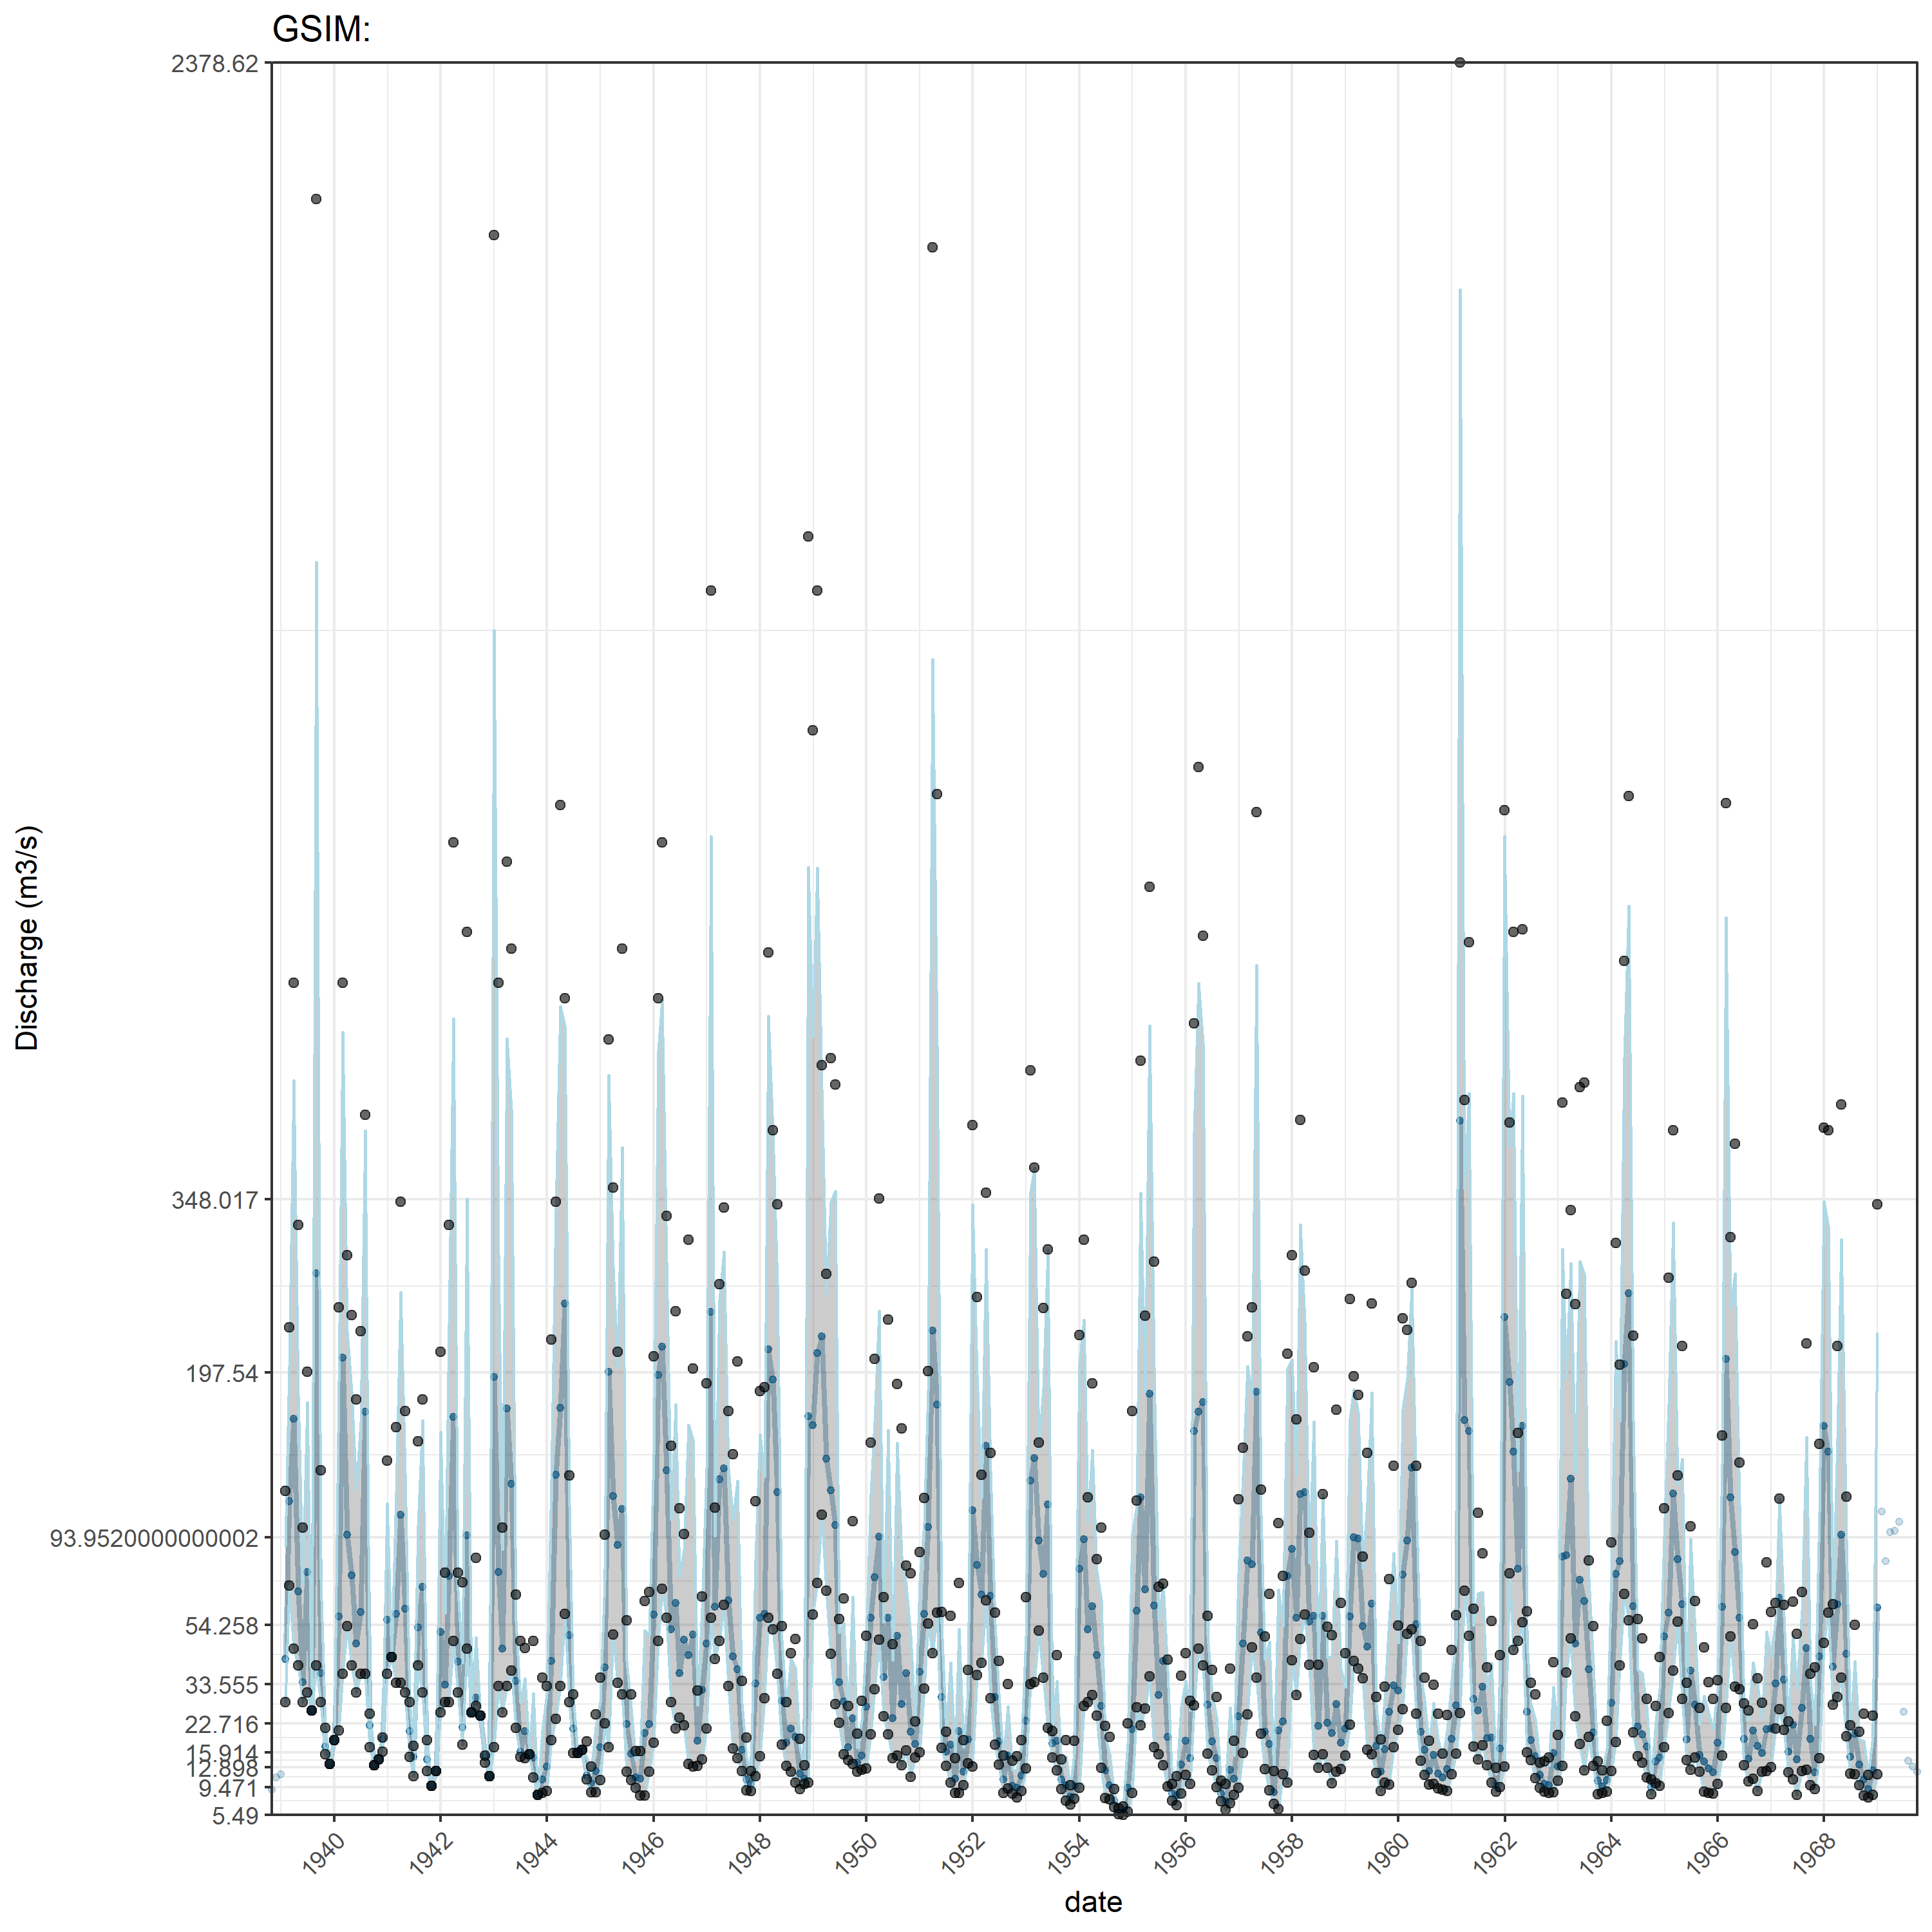 GSIM:
2378.62
348.017
197.54
93.9520000000002
54.258
33.555
22.716
15.914
12.898
9.471
5.49
Discharge (m3/s)
1940 1942 1944 1946 1948 1950 1952 1954 1956 1958 1960 1962 1964 1966 1968
date